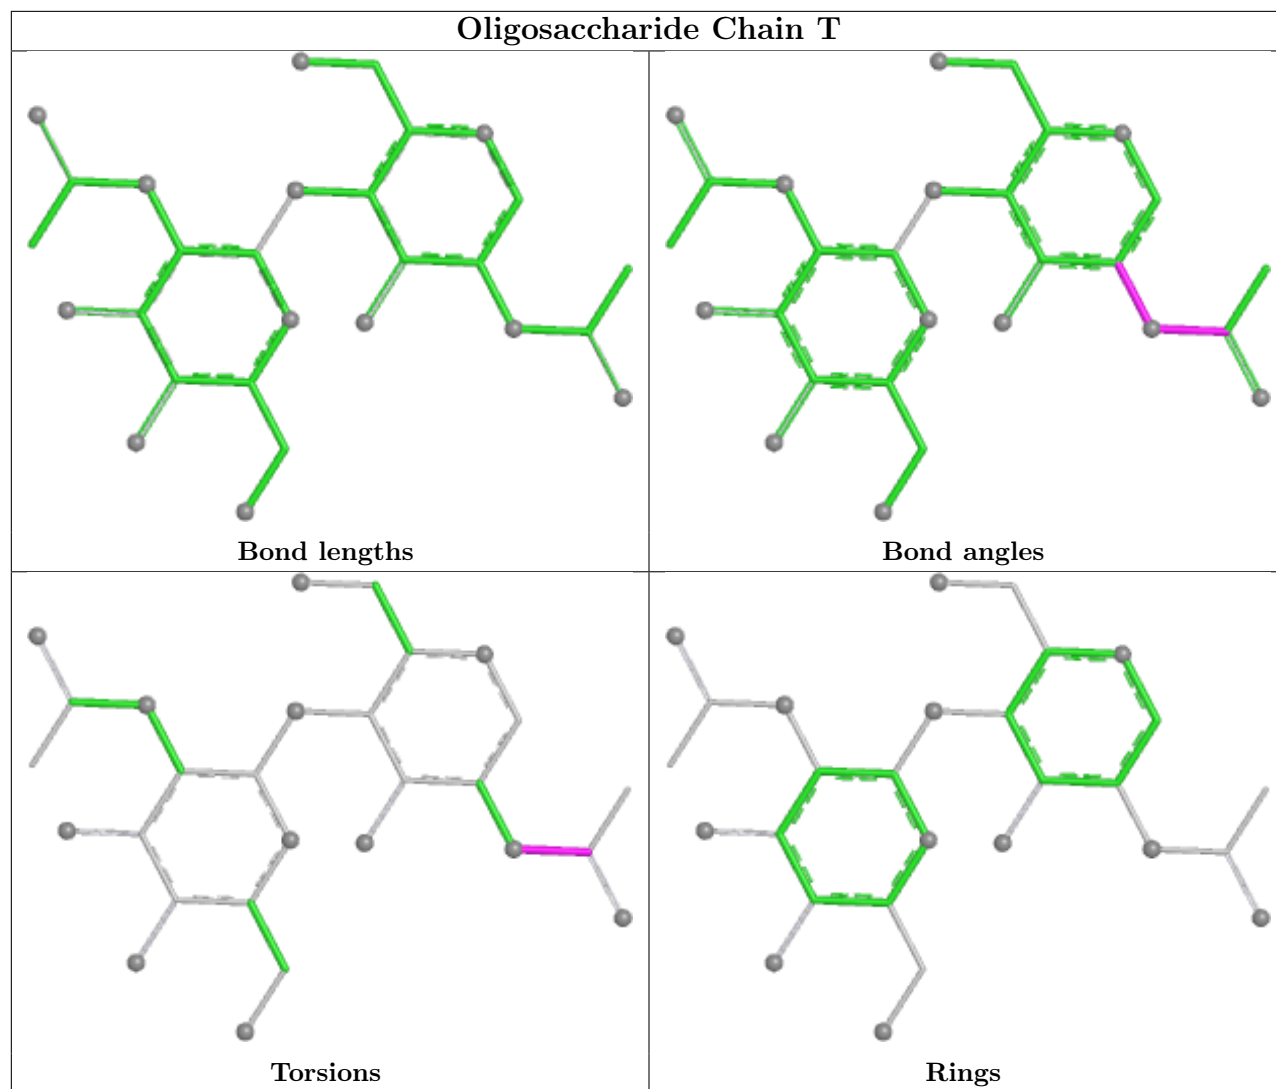 Oligosaccharide Chain T
Bond lengths
Bond angles
Torsions
Rings